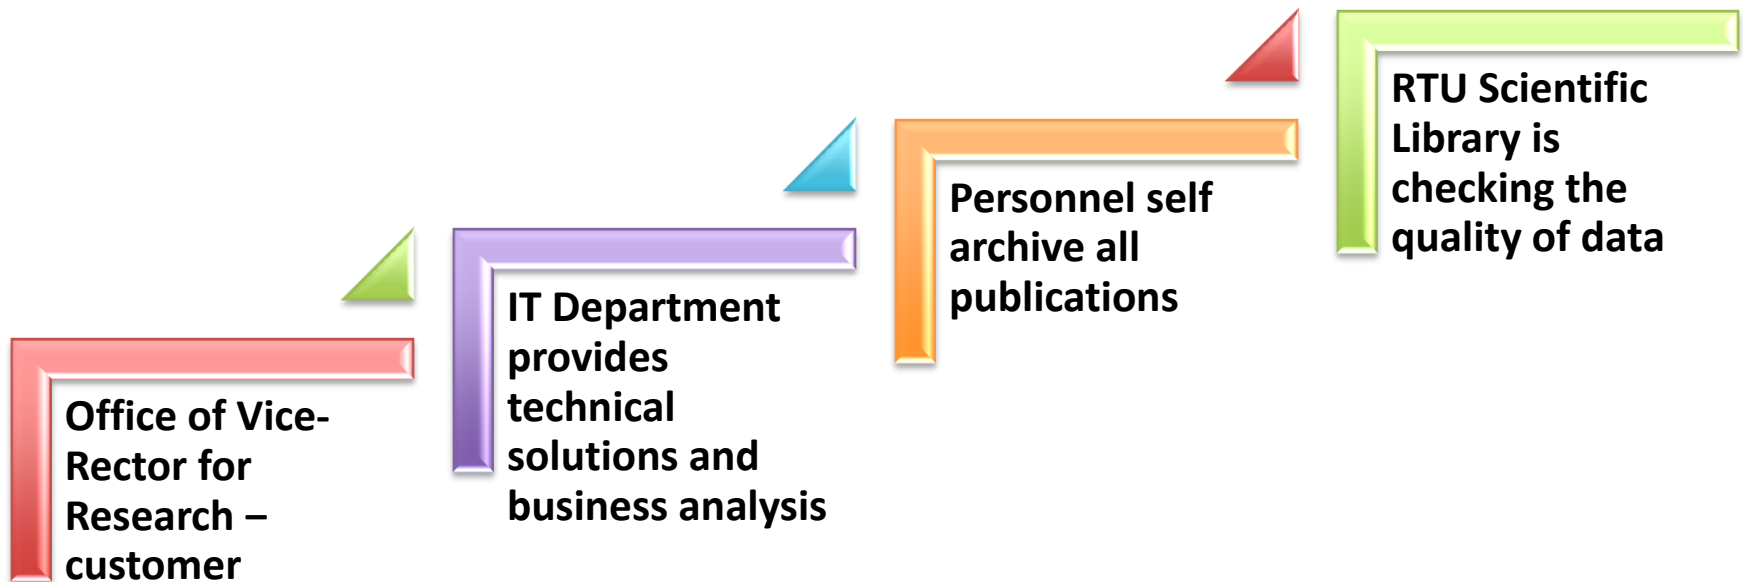 Office of Vice-
Rector for
Research –
customer
IT Department
provides
technical
solutions and
business analysis
Personnel self
archive all
publications
RTU Scientific
Library is
checking the
quality of data